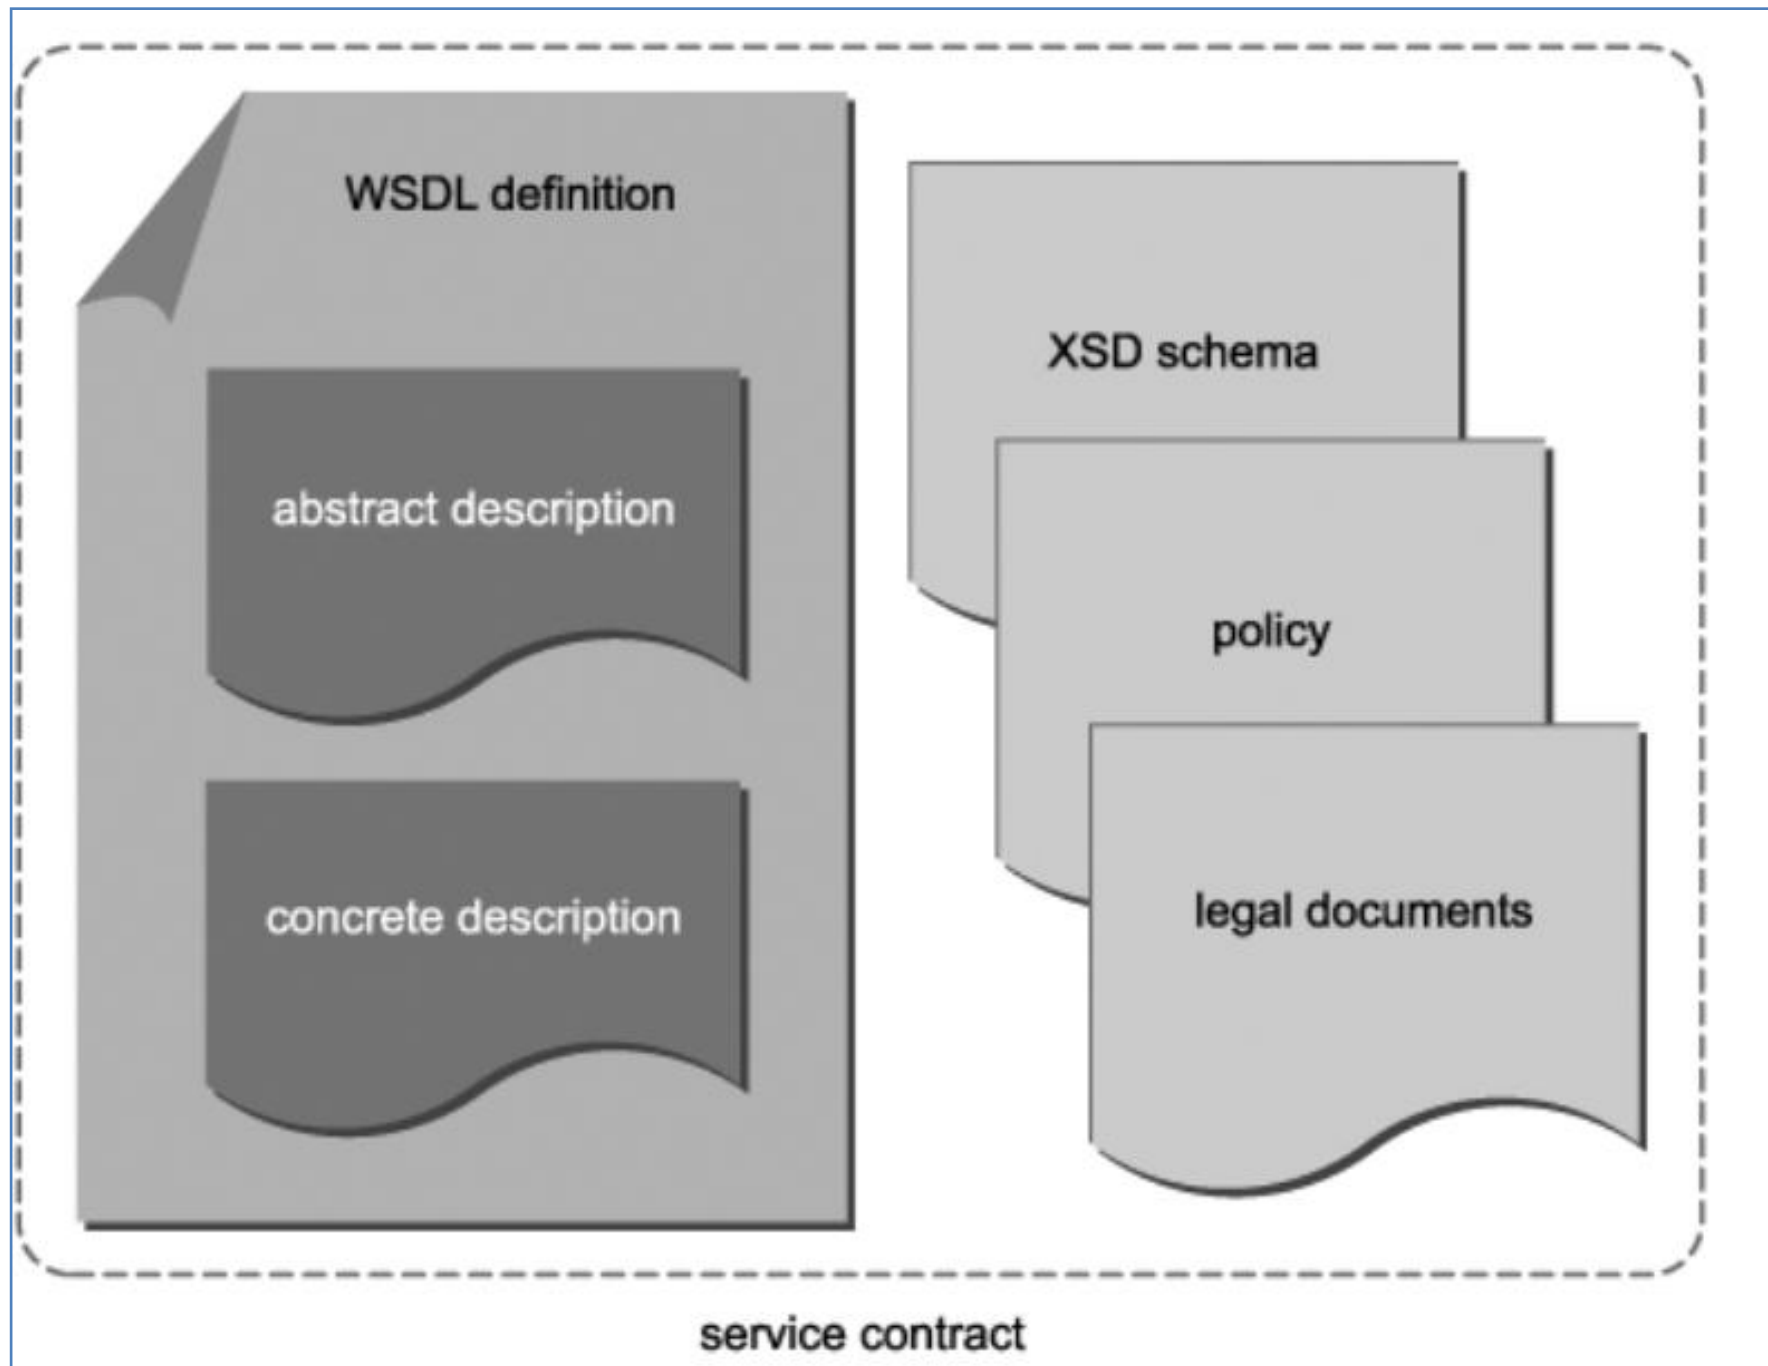 WSDL definition
abstract description
concrete description
XSD schema
policy
legal documents
service contract